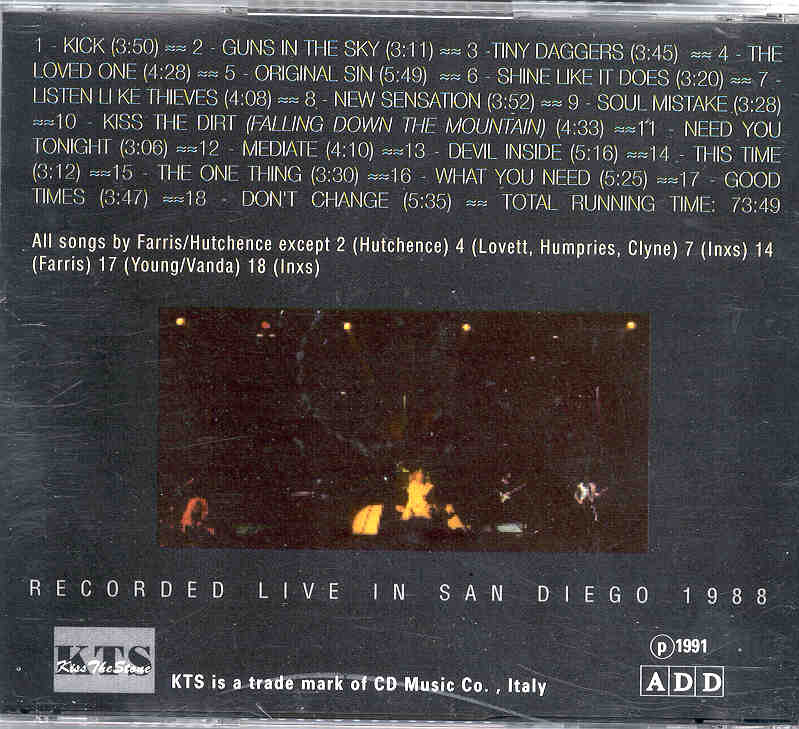 1 - KICK (3:50) ≈≈ 2 - GUNS IN THE SKY (3:11) ≈≈ 3 -TINY DAGGERS (3:45) ≈≈ 4 - THE
LOVED ONE (4:28) ≈≈ 5 - ORIGINAL SIN (5:49) ≈≈ 6 - SHINE LIKE IT DOES (3:20) ≈≈ 7 -
LISTEN LI KE THIEVES (4:08) ≈≈ 8 - NEW SENSATION (3:52) ≈≈ 9 - SOUL MISTAKE (3:28)
≈≈10 - KISS THE DIRT (FALLING DOWN THE MOUNTAIN) (4:33) ≈≈11 - NEED YOU
TONIGHT (3:06) ≈≈12 - MEDIATE (4:10) ≈≈13 - DEVIL INSIDE (5:16) ≈≈14 - THIS TIME
(3:12) ≈≈15 - THE ONE THING (3:30) ≈≈16 - WHAT YOU NEED (5:25) ≈≈17 - GOOD
TIMES (3:47) ≈≈18 - DON'T CHANGE (5:35) ≈≈ TOTAL RUNNING TIME: 73:49
All songs by Farris/Hutchence except 2 (Hutchence) 4 (Lovett, Humpries, Clyne) 7 (Inxs) 14
(Farris) 17 (Young/Vanda) 18 (Inxs)
RECORDED LIVE IN SAN DIEGO 1988
KTS
KissTheStone
KTS is a trade mark of CD Music Co. , Italy
℗1991
ADD